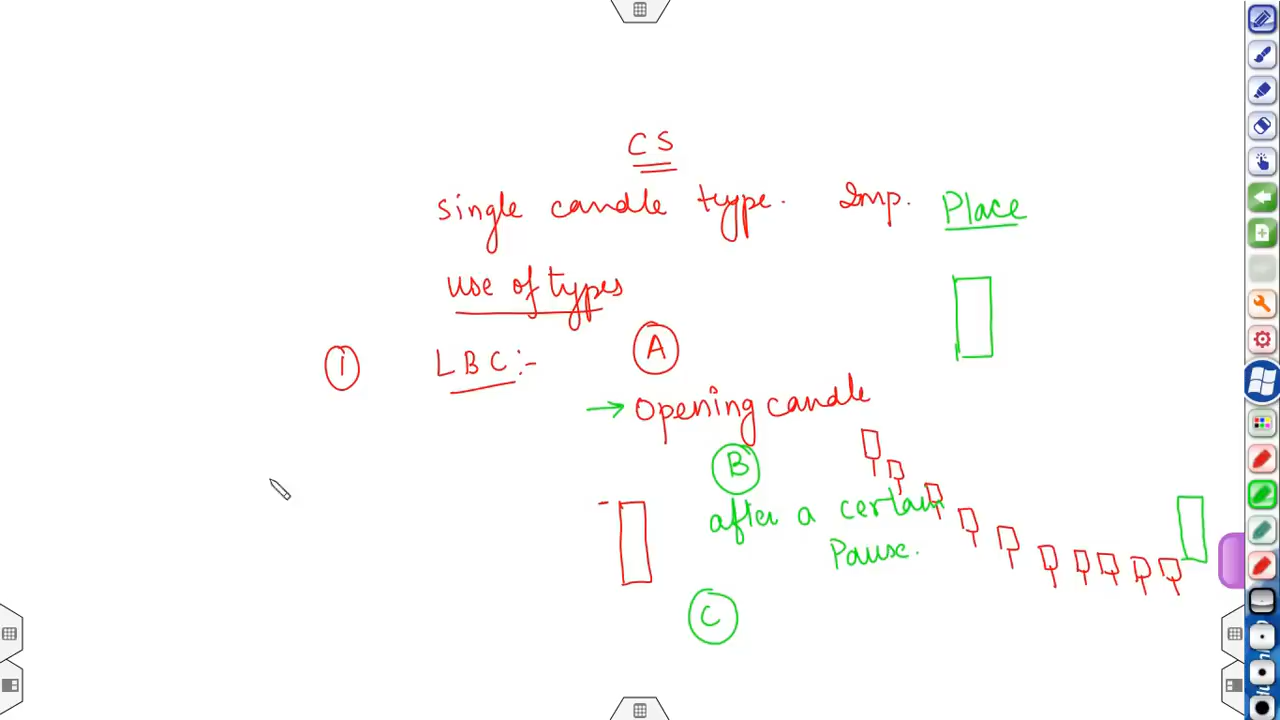 CS
single candle type. Imp. Place
use of types
1 LBC:- A
→ Opening candle
B
after a certain
Pause.
C